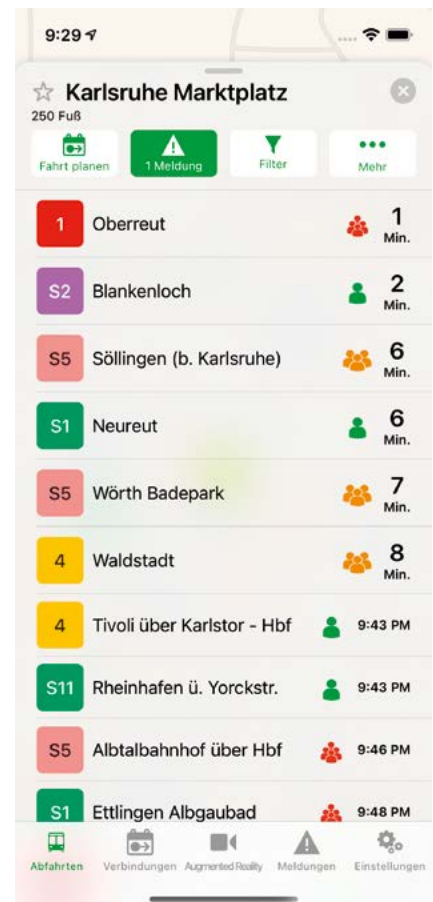 9:29
Karlsruhe Marktplatz
250 Fuß
Fahrt planen
1 Meldung
Filter
Mehr
1 Oberreut 1 Min.
S2 Blankenloch 2 Min.
S5 Söllingen (b. Karlsruhe) 6 Min.
S1 Neureut 6 Min.
S5 Wörth Badepark 7 Min.
4 Waldstadt 8 Min.
4 Tivoli über Karlstor - Hbf 9:43 PM
S11 Rheinhafen ü. Yorckstr. 9:43 PM
S5 Albtalbahnhof über Hbf 9:46 PM
S1 Ettlingen Albgaubad 9:48 PM
Abfahrten
Verbindungen
Augmented Reality
Meldungen
Einstellungen